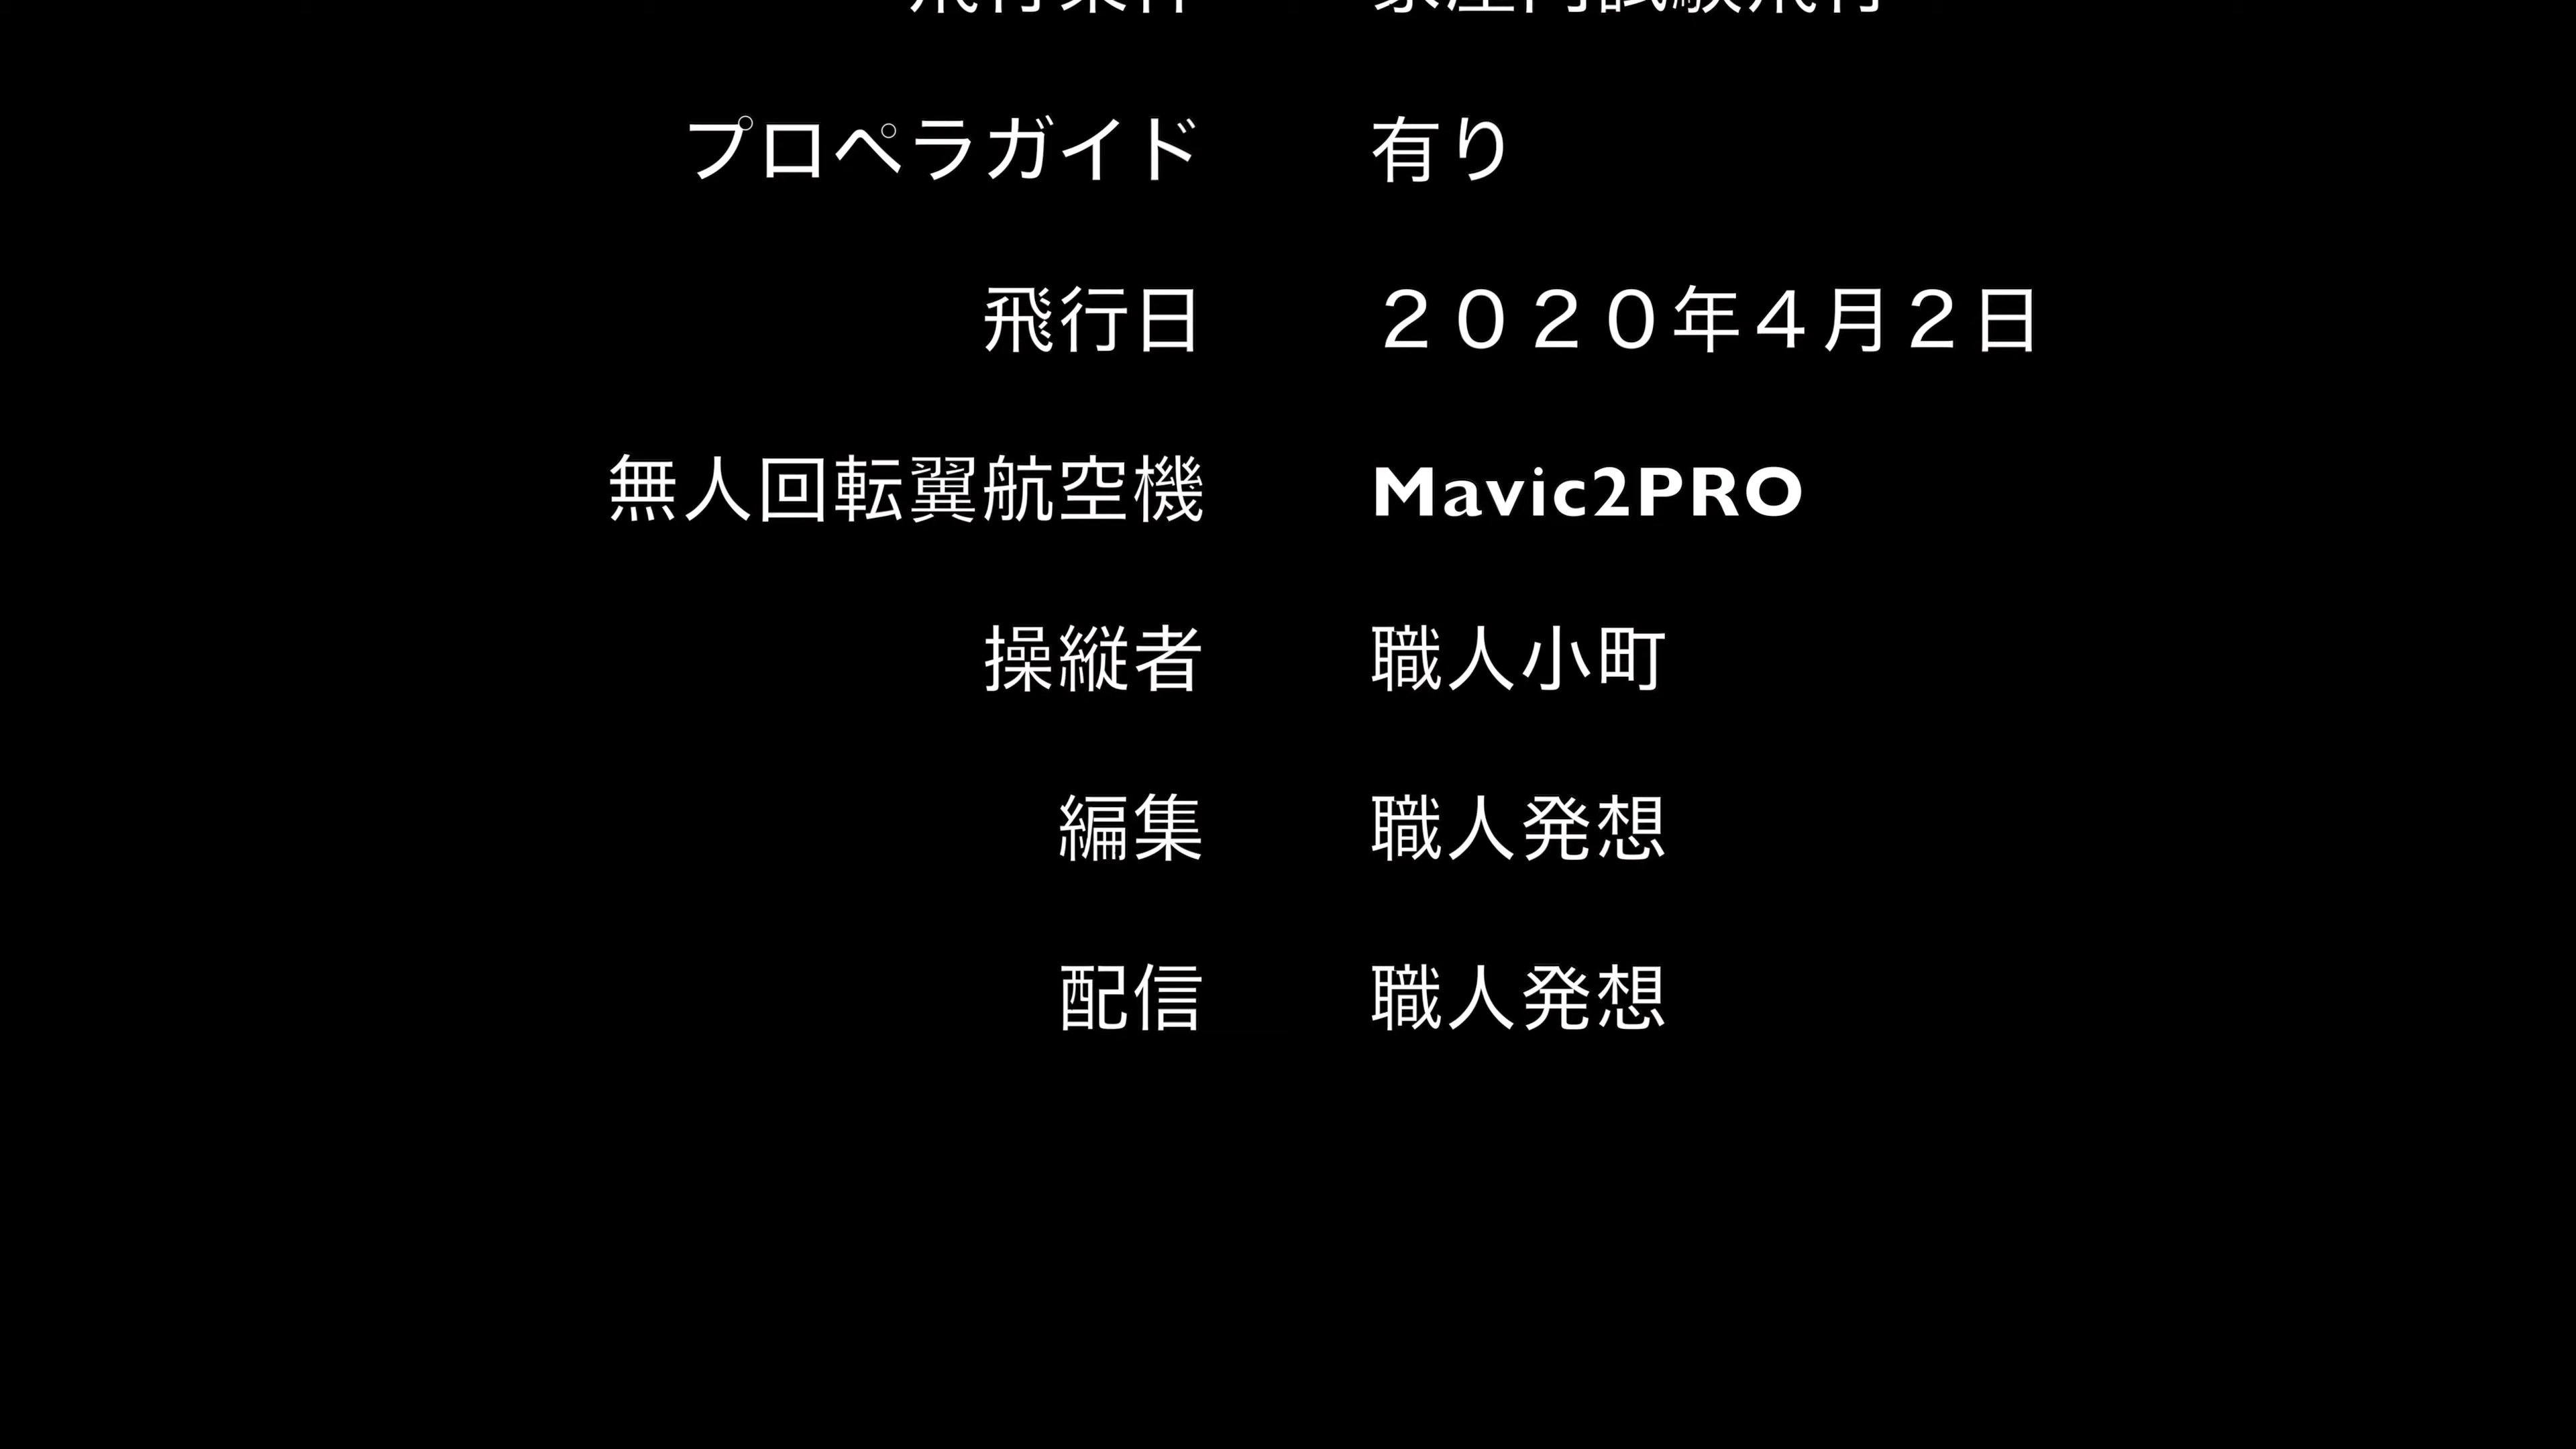 プロペラガイド 有り
飛行日 ２０２０年４月２日
無人回転翼航空機 Mavic2PRO
操縦者 職人小町
編集 職人発想
配信 職人発想